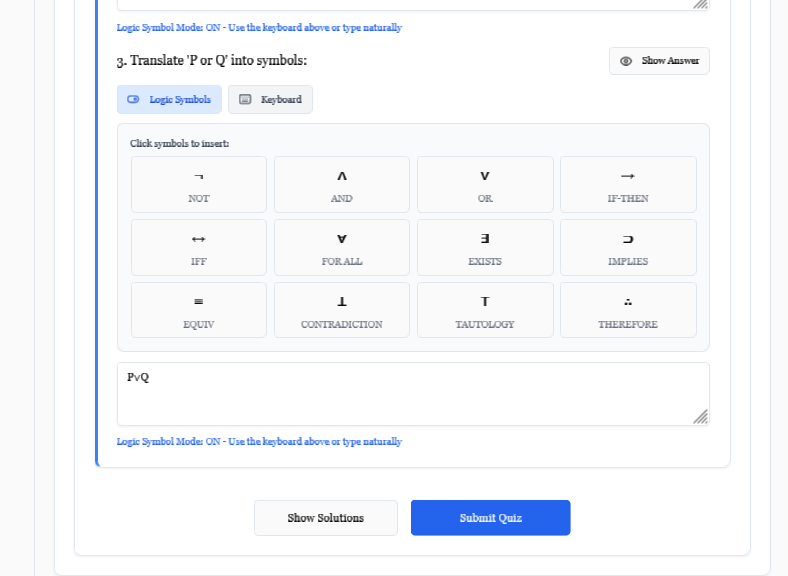 Logic Symbol Mode: ON - Use the keyboard above or type naturally
3. Translate 'P or Q' into symbols:
Show Answer
Logic Symbols
Keyboard
Click symbols to insert:
¬ ∧ ∨ →
NOT AND OR IF-THEN
↔ ∀ ∃ ⊃
IFF FOR ALL EXISTS IMPLIES
≡ ⊥ ⊤ ∴
EQUIV CONTRADICTION TAUTOLOGY THEREFORE
P∨Q
Logic Symbol Mode: ON - Use the keyboard above or type naturally
Show Solutions
Submit Quiz